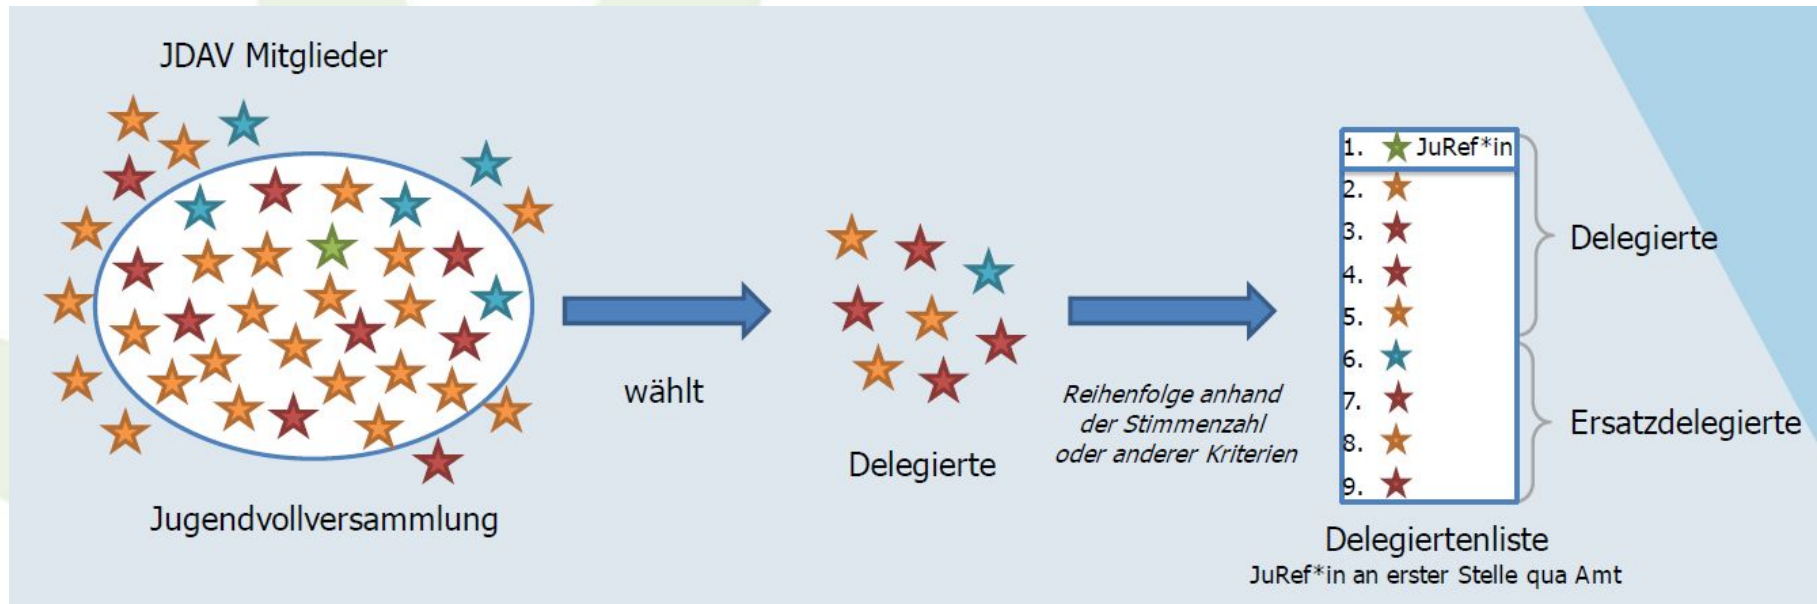 JDAV Mitglieder
Jugendvollversammlung
wählt
Delegierte
Reihenfolge anhand
der Stimmenzahl
oder anderer Kriterien
1. JuRef*in
2.
3.
4.
5.
6.
7.
8.
9.
Delegierte
Ersatzdelegierte
Delegiertenliste
JuRef*in an erster Stelle qua Amt